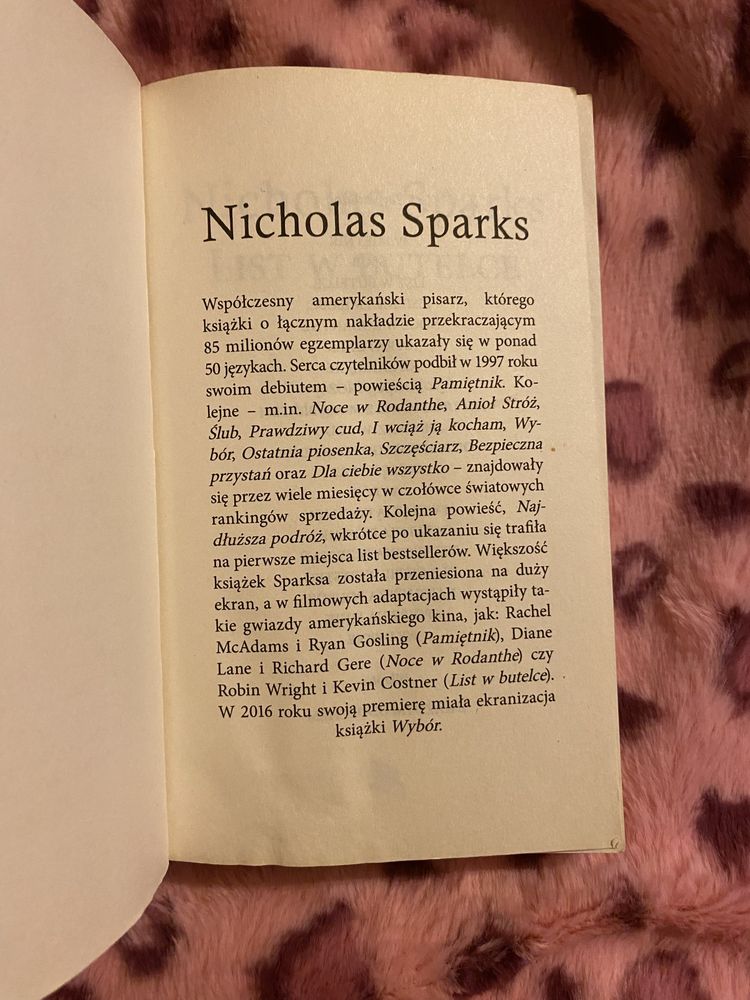 Nicholas Sparks
Współczesny amerykański pisarz, którego
książki o łącznym nakładzie przekraczającym
85 milionów egzemplarzy ukazały się w ponad
50 językach. Serca czytelników podbił w 1997 roku
swoim debiutem – powieścią Pamiętnik. Ko-
lejne – m.in. Noce w Rodanthe, Anioł Stróż,
Ślub, Prawdziwy cud, I wciąż ją kocham, Wy-
bór, Ostatnia piosenka, Szczęściarz, Bezpieczna
przystań oraz Dla ciebie wszystko – znajdowały
się przez wiele miesięcy w czołówce światowych
rankingów sprzedaży. Kolejna powieść, Naj-
dłuższa podróż, wkrótce po ukazaniu się trafiła
na pierwsze miejsca list bestsellerów. Większość
książek Sparksa została przeniesiona na duży
ekran, a w filmowych adaptacjach wystąpiły ta-
kie gwiazdy amerykańskiego kina, jak: Rachel
McAdams i Ryan Gosling (Pamiętnik), Diane
Lane i Richard Gere (Noce w Rodanthe) czy
Robin Wright i Kevin Costner (List w butelce).
W 2016 roku swoją premierę miała ekranizacja
książki Wybór.